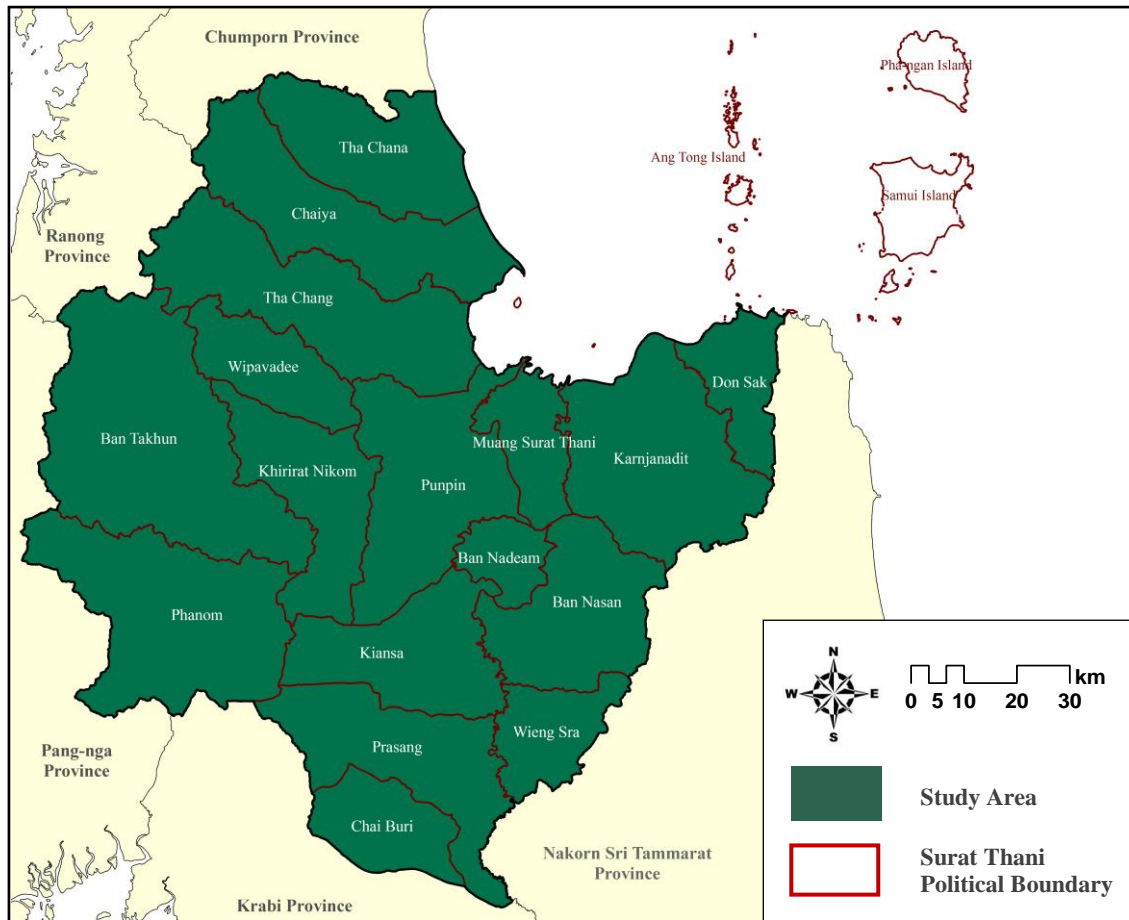 Chumporn Province
Pha-ngan Island
Tha Chana
Ang Tong Island
Samui Island
Chaiya
Ranong
Province
Tha Chang
Wipavadee
Don Sak
Ban Takhun
Muang Surat Thani
Karnjanadit
Khirirat Nikom
Punpin
Ban Nadeam
Phanom
Ban Nasan
Kiansa
Wieng Sra
Prasang
Pang-nga
Province
Chai Buri
Nakorn Sri Tammarat
Province
Krabi Province
N
W E
S
km
0 5 10 20 30
Study Area
Surat Thani
Political Boundary